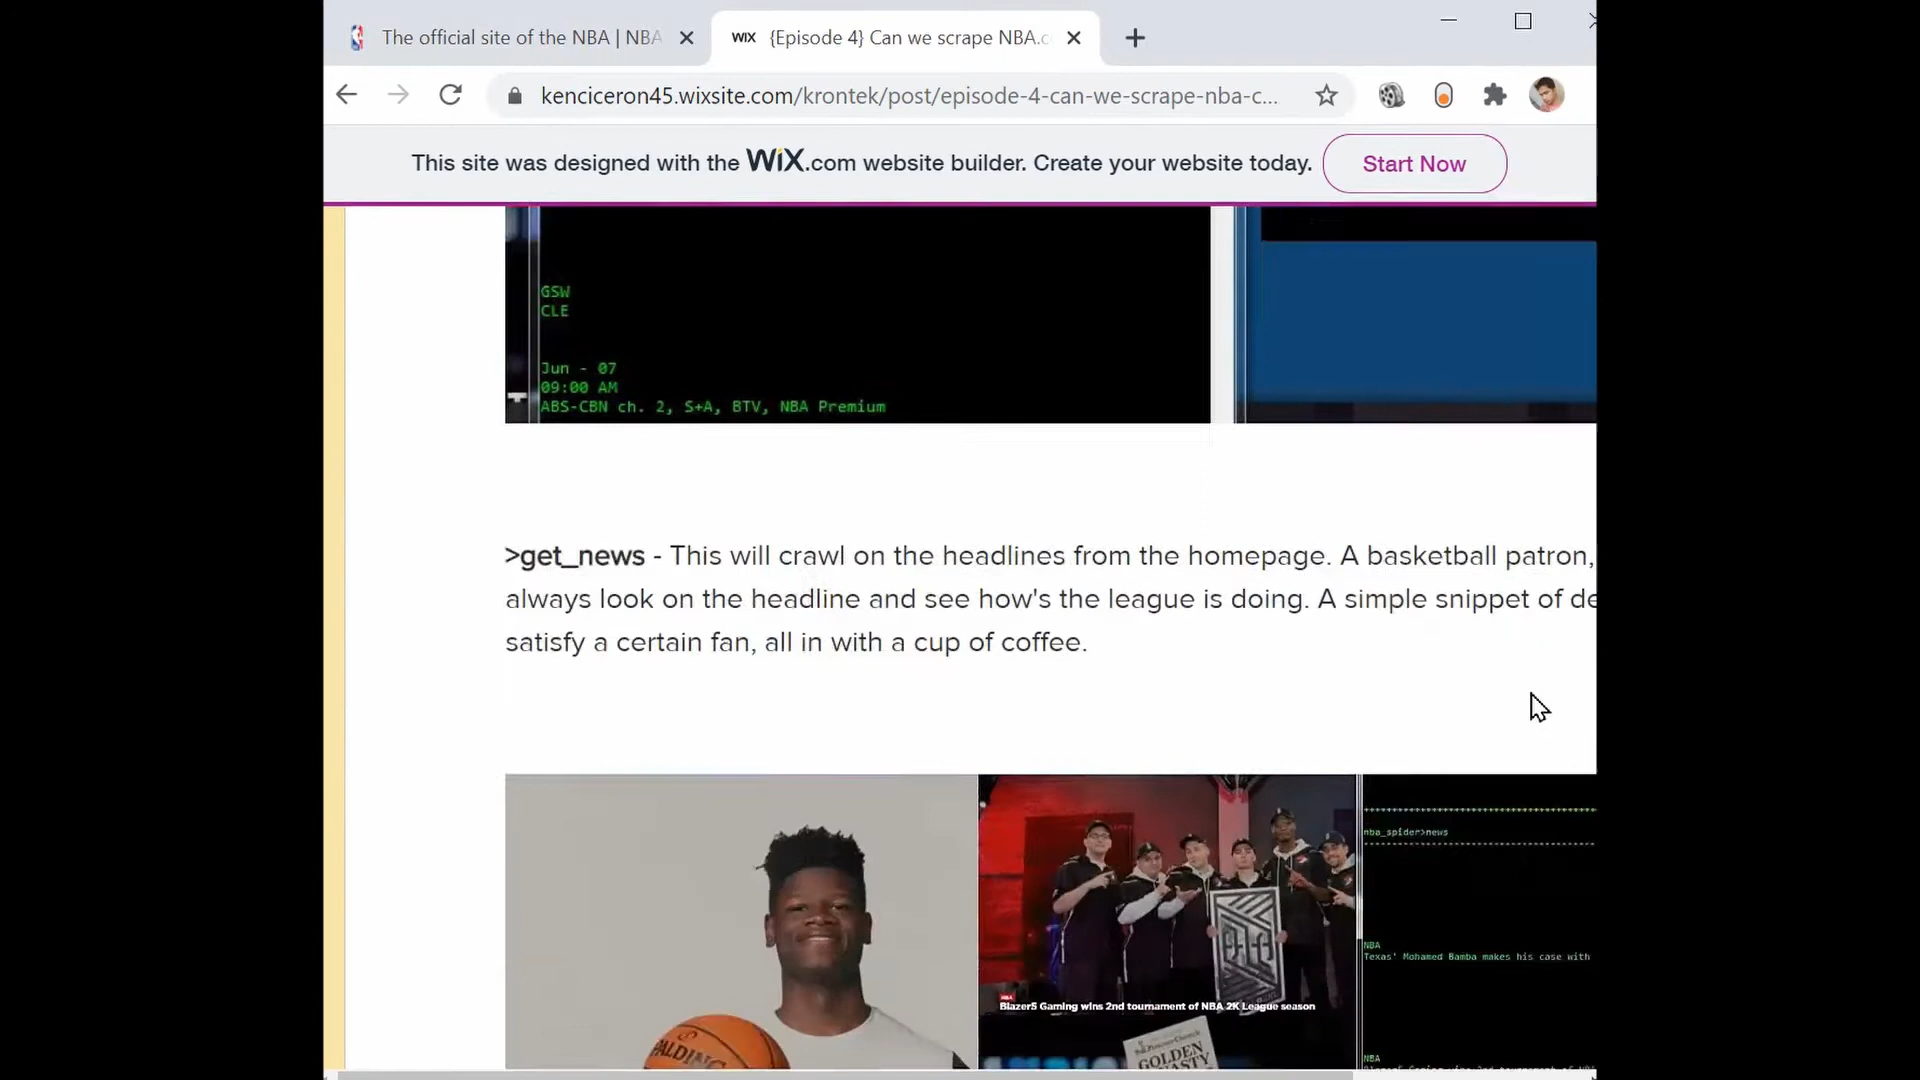 The official site of the NBA | NBA
WIX {Episode 4} Can we scrape NBA.c
kenciceron45.wixsite.com/krontek/post/episode-4-can-we-scrape-nba-c...
This site was designed with the WiX.com website builder. Create your website today. Start Now
GSW
CLE
Jun - 07
09:00 AM
ABS-CBN ch. 2, S+A, BTV, NBA Premium
>get_news - This will crawl on the headlines from the homepage. A basketball patron,
always look on the headline and see how's the league is doing. A simple snippet of de
satisfy a certain fan, all in with a cup of coffee.
nba_spider>news
NBA
Texas' Mohamed Bamba makes his case with
NBA
Blazer5 Gaming wins 2nd tournament of NBA 2K League season
SPALDING
GOLDEN
NBA